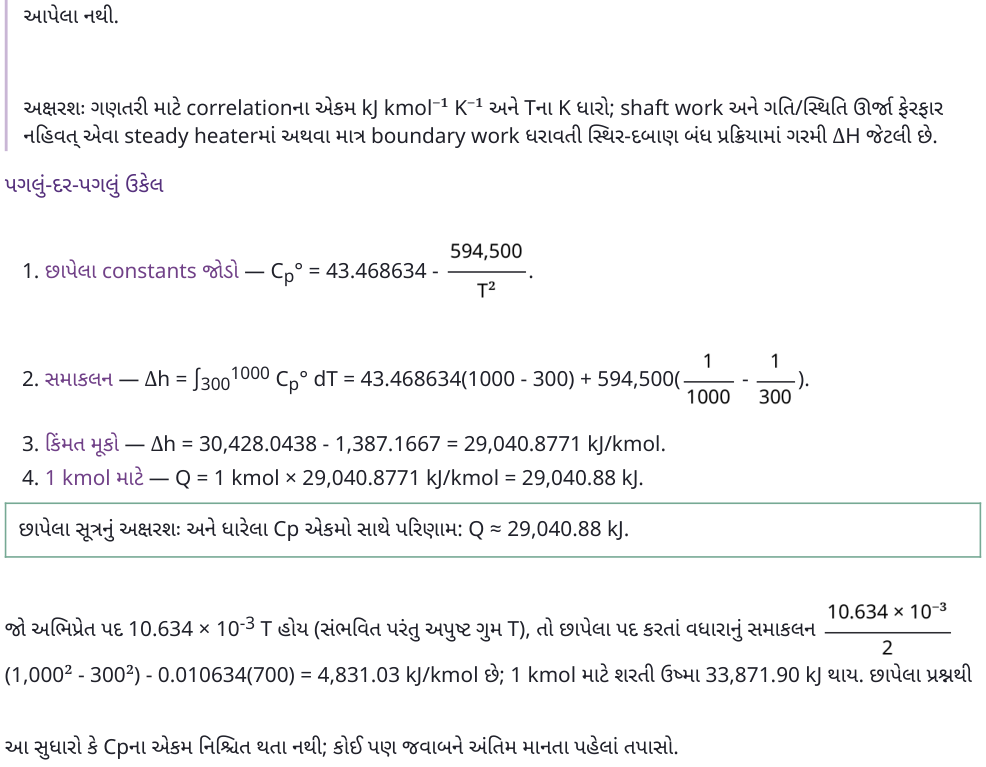 આપેલા નથી.
અક્ષરશઃ ગણતરી માટે correlationના એકમ kJ kmol⁻¹ K⁻¹ અને Tના K ધારો; shaft work અને ગતિ/સ્થિતિ ઊર્જા ફેરફાર
નહિવત્ એવા steady heaterમાં અથવા માત્ર boundary work ધરાવતી સ્થિર-દબાણ બંધ પ્રક્રિયામાં ગરમી ΔH જેટલી છે.
પગલું-દર-પગલું ઉકેલ
1. છાપેલા constants જોડો — Cₚ° = 43.468634 - 594,500/T².
2. સમાકલન — Δh = ∫₃₀₀¹⁰⁰⁰ Cₚ° dT = 43.468634(1000 - 300) + 594,500(1/1000 - 1/300).
3. કિંમત મૂકો — Δh = 30,428.0438 - 1,387.1667 = 29,040.8771 kJ/kmol.
4. 1 kmol માટે — Q = 1 kmol × 29,040.8771 kJ/kmol = 29,040.88 kJ.
છાપેલા સૂત્રનું અક્ષરશઃ અને ધારેલા Cp એકમો સાથે પરિણામ: Q ≈ 29,040.88 kJ.
જો અભિપ્રેત પદ 10.634 × 10⁻³ T હોય (સંભવિત પરંતુ અપુષ્ટ ગુમ T), તો છાપેલા પદ કરતાં વધારાનું સમાકલન 10.634 × 10⁻³/2
(1,000² - 300²) - 0.010634(700) = 4,831.03 kJ/kmol છે; 1 kmol માટે શરતી ઉષ્મા 33,871.90 kJ થાય. છાપેલા પ્રશ્નથી
આ સુધારો કે Cpના એકમ નિશ્ચિત થતા નથી; કોઈ પણ જવાબને અંતિમ માનતા પહેલાં તપાસો.